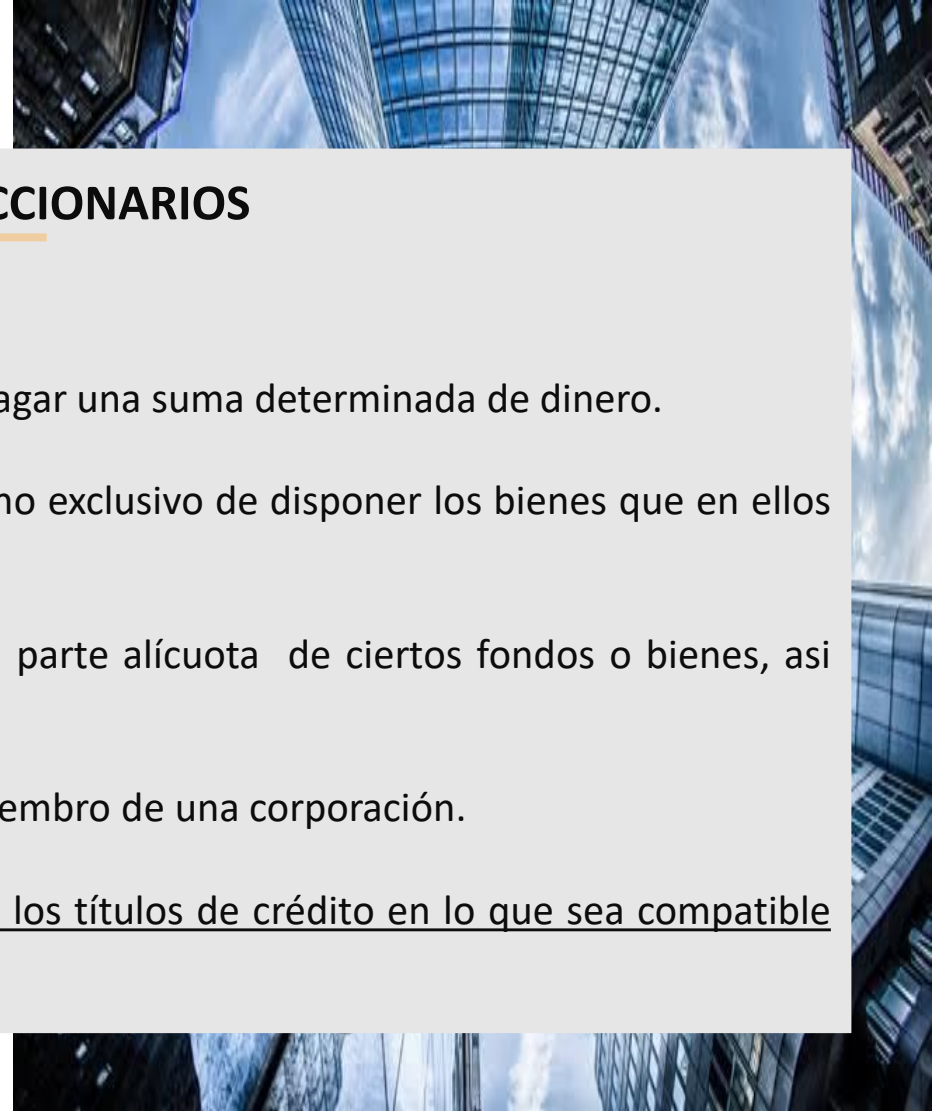 CCIONARIOS
agar una suma determinada de dinero.
no exclusivo de disponer los bienes que en ellos
parte alícuota de ciertos fondos o bienes, asi
embro de una corporación.
los títulos de crédito en lo que sea compatible